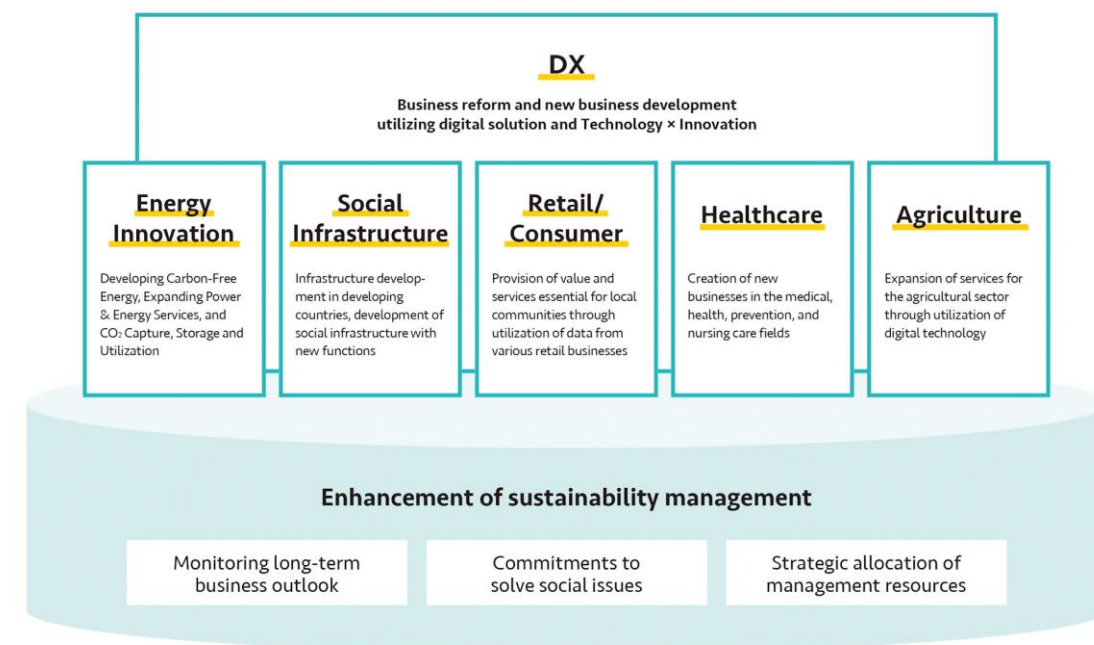 DX
Business reform and new business development
utilizing digital solution and Technology × Innovation
Energy
Innovation
Developing Carbon-Free
Energy, Expanding Power
& Energy Services, and
CO₂ Capture, Storage and
Utilization
Social
Infrastructure
Infrastructure develop-
ment in developing
countries, development of
social infrastructure with
new functions
Retail/
Consumer
Provision of value and
services essential for local
communities through
utilization of data from
various retail businesses
Healthcare
Creation of new
businesses in the medical,
health, prevention, and
nursing care fields
Agriculture
Expansion of services for
the agricultural sector
through utilization of
digital technology
Enhancement of sustainability management
Monitoring long-term
business outlook
Commitments to
solve social issues
Strategic allocation of
management resources